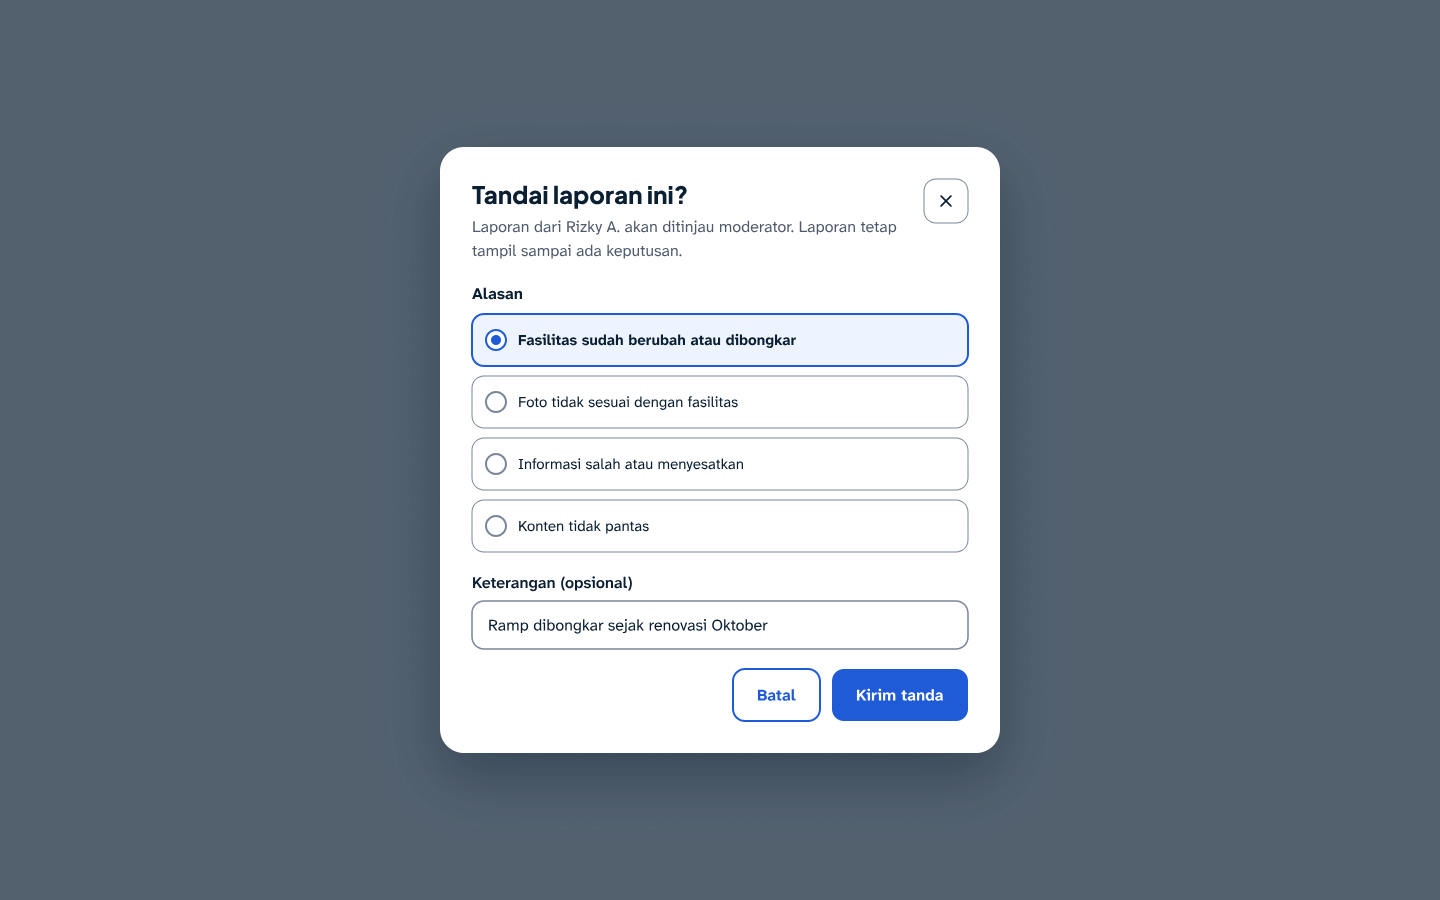 Tandai laporan ini?
Laporan dari Rizky A. akan ditinjau moderator. Laporan tetap
tampil sampai ada keputusan.
Alasan
Fasilitas sudah berubah atau dibongkar
Foto tidak sesuai dengan fasilitas
Informasi salah atau menyesatkan
Konten tidak pantas
Keterangan (opsional)
Ramp dibongkar sejak renovasi Oktober
Batal
Kirim tanda